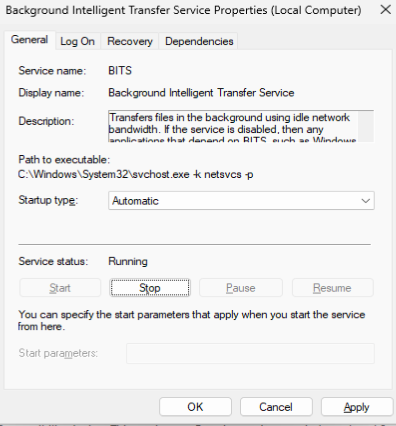 Background Intelligent Transfer Service Properties (Local Computer)
General Log On Recovery Dependencies
Service name: BITS
Display name: Background Intelligent Transfer Service
Description: Transfers files in the background using idle network
bandwidth. If the service is disabled, then any
applications that depend on BITS, such as Windows
Path to executable:
C:\Windows\System32\svchost.exe -k netsvcs -p
Startup type: Automatic
Service status: Running
Start Stop Pause Resume
You can specify the start parameters that apply when you start the service
from here.
Start parameters:
OK Cancel Apply